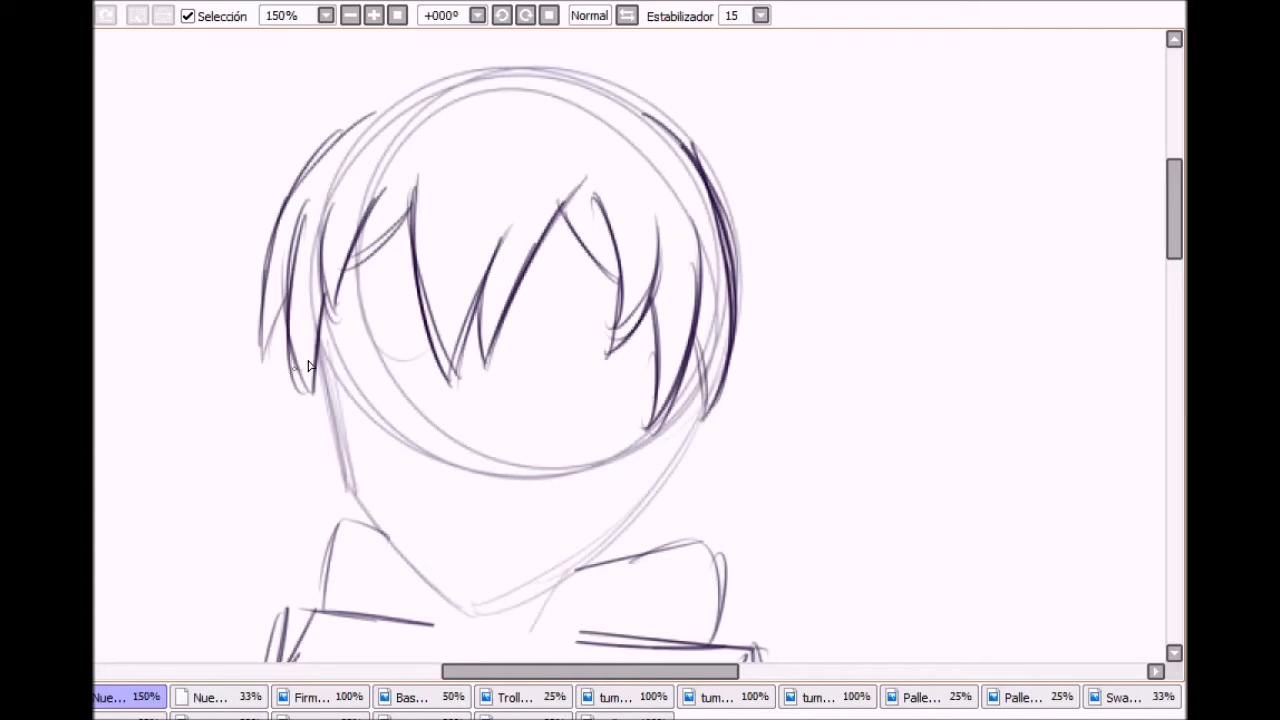 Selección 150% +000º Normal Estabilizador 15
Nue... 150% Nue... 33% Firm... 100% Bas... 50% Troll... 25% tum... 100% tum... 100% tum... 100% Palle... 25% Palle... 25% Swa... 33%